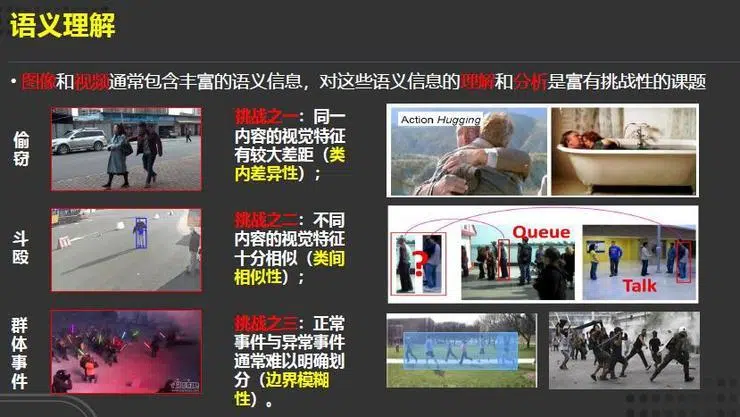 语义理解
• 图像和视频通常包含丰富的语义信息，对这些语义信息的理解和分析是富有挑战性的课题
偷窃
挑战之一：同一
内容的视觉特征
有较大差距（类
内差异性）；
Action Hugging
斗殴
挑战之二：不同
内容的视觉特征
十分相似（类间
相似性）；
?
Queue
Talk
群体事件
挑战之三：正常
事件与异常事件
通常难以明确划
分（边界模糊
性）。